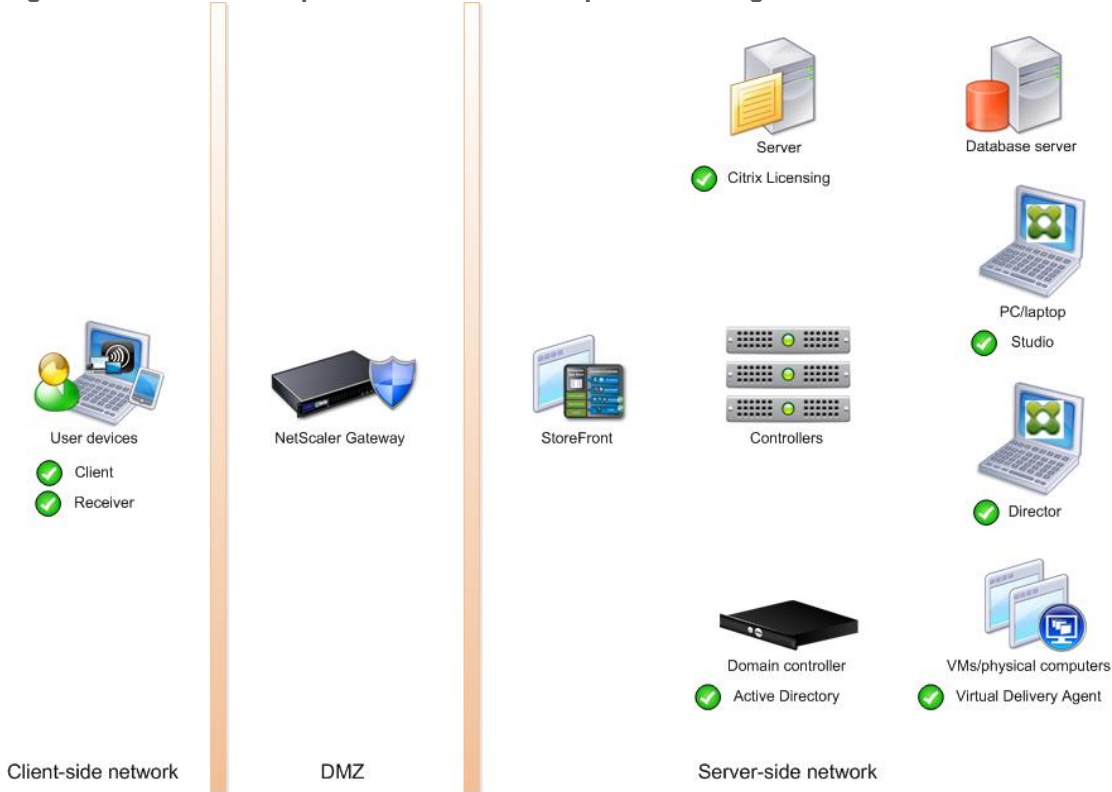 Server
Citrix Licensing
Database server
PC/laptop
Studio
User devices
Client
Receiver
NetScaler Gateway
StoreFront
Controllers
Director
Domain controller
Active Directory
VMs/physical computers
Virtual Delivery Agent
Client-side network
DMZ
Server-side network